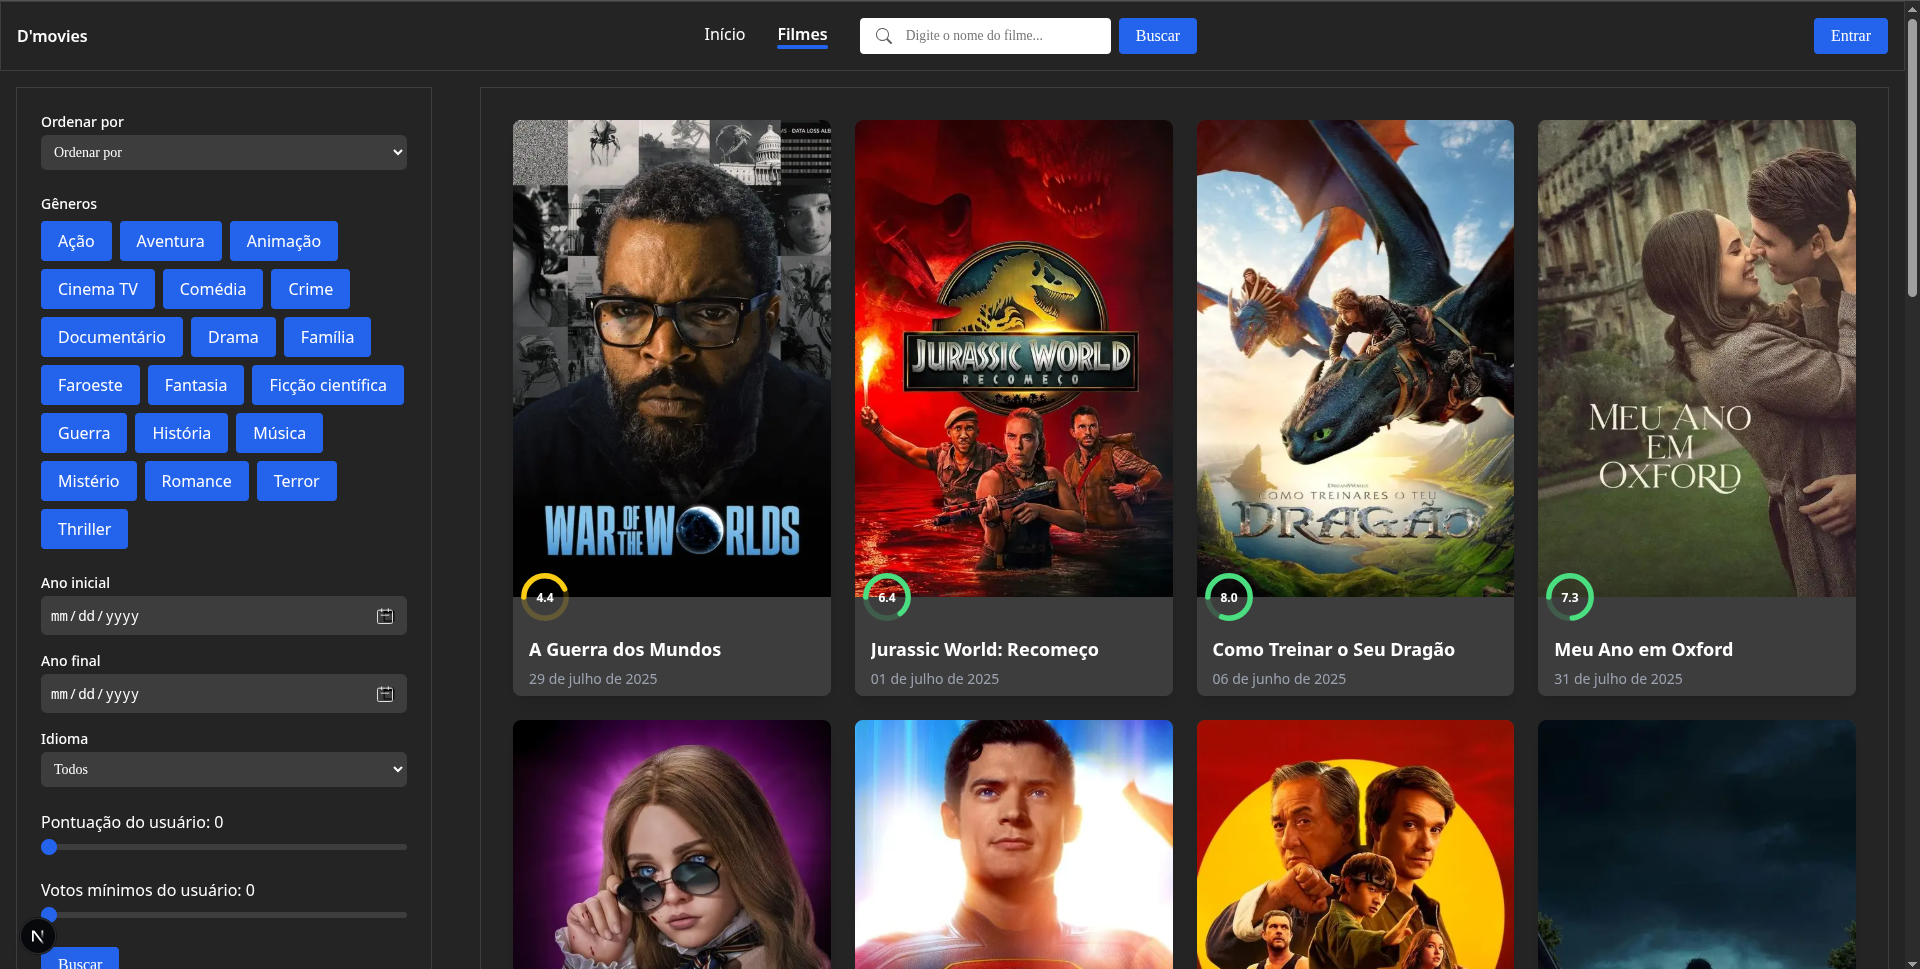 D'movies
Início
Filmes
Digite o nome do filme...
Buscar
Entrar
Ordenar por
Ordenar por
Gêneros
Ação Aventura Animação
Cinema TV Comédia Crime
Documentário Drama Família
Faroeste Fantasia Ficção científica
Guerra História Música
Mistério Romance Terror
Thriller
Ano inicial
mm/dd/yyyy
Ano final
mm/dd/yyyy
Idioma
Todos
Pontuação do usuário: 0
Votos mínimos do usuário: 0
N
Buscar
DATA LOSS ALB
WAR OF THE WORLDS
4.4
A Guerra dos Mundos
29 de julho de 2025
JURASSIC WORLD
RECOMEÇO
6.4
Jurassic World: Recomeço
01 de julho de 2025
DREAMWORKS
COMO TREINARES O TEU
DRAGÃO
8.0
Como Treinar o Seu Dragão
06 de junho de 2025
MEU ANO
EM
OXFORD
7.3
Meu Ano em Oxford
31 de julho de 2025